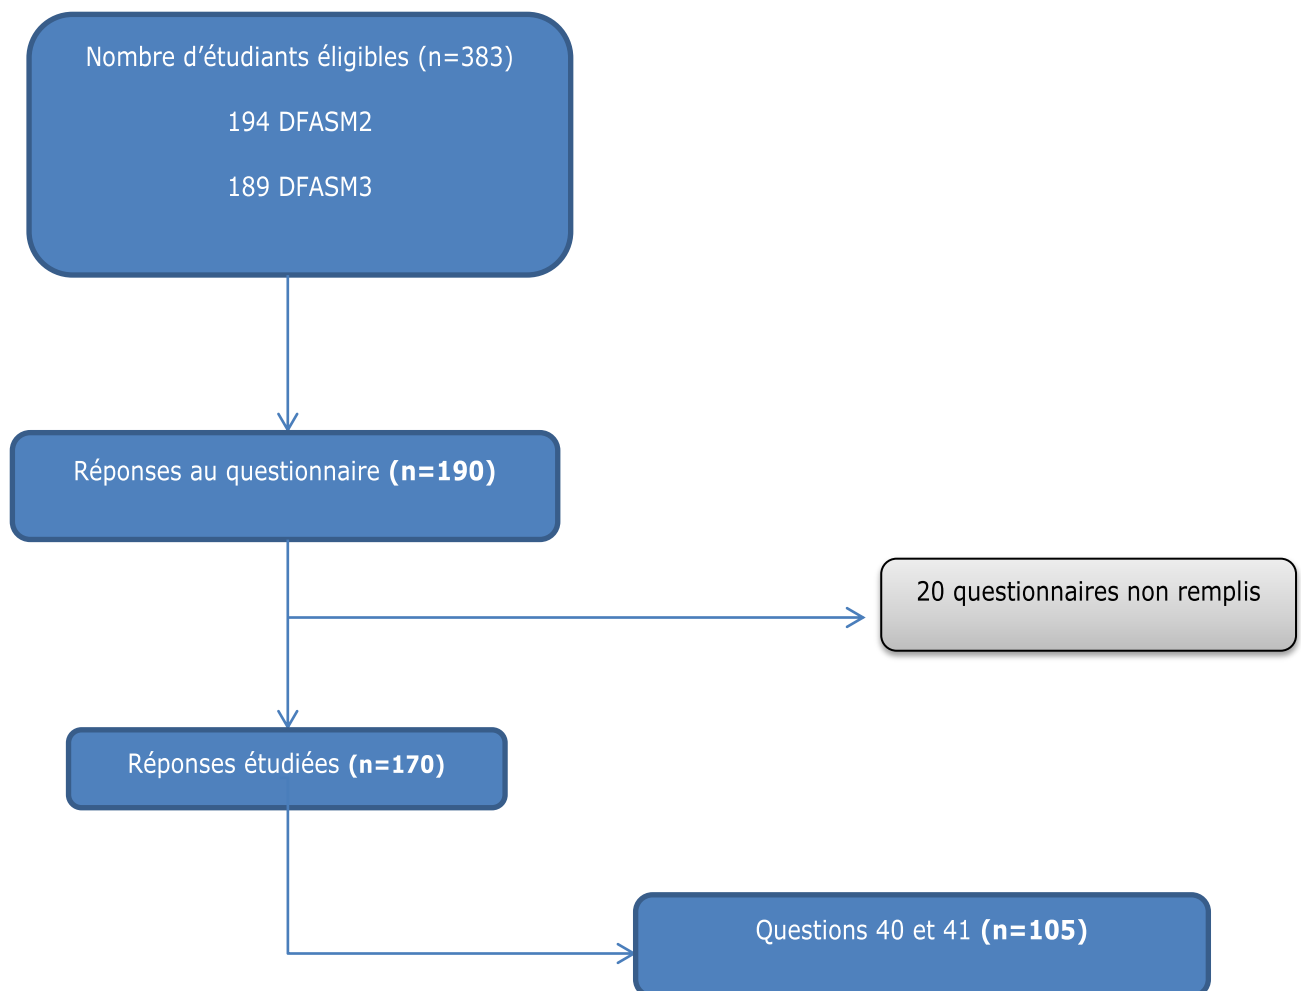 Nombre d’étudiants éligibles (n=383)
194 DFASM2
189 DFASM3
Réponses au questionnaire (n=190)
20 questionnaires non remplis
Réponses étudiées (n=170)
Questions 40 et 41 (n=105)